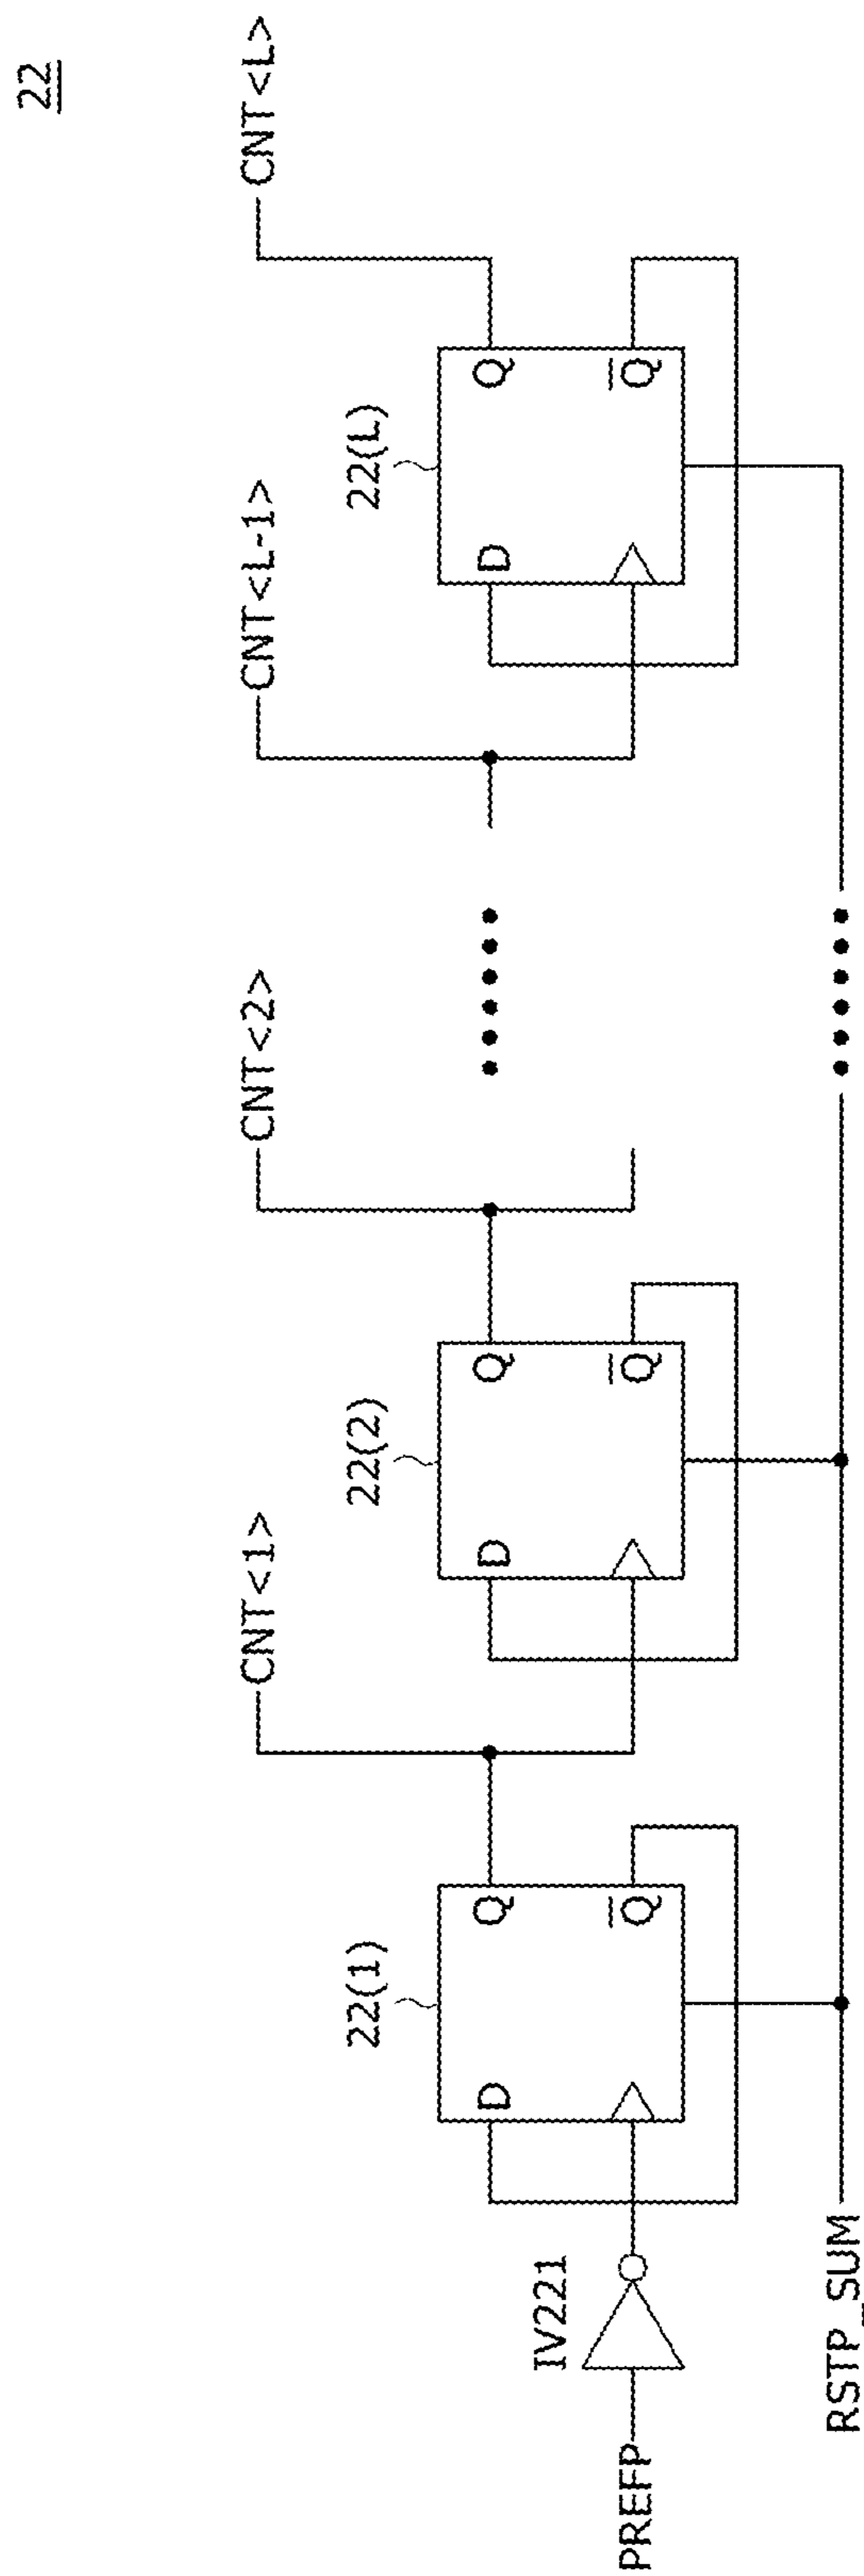 22
CNT<1>
CNT<2>
CNT<L-1>
CNT<L>
22(1)
22(2)
22(L)
D
Q
D
Q
D
Q
IV221
PREFP
Q̅
Q̅
Q̅
RSTP_SUM